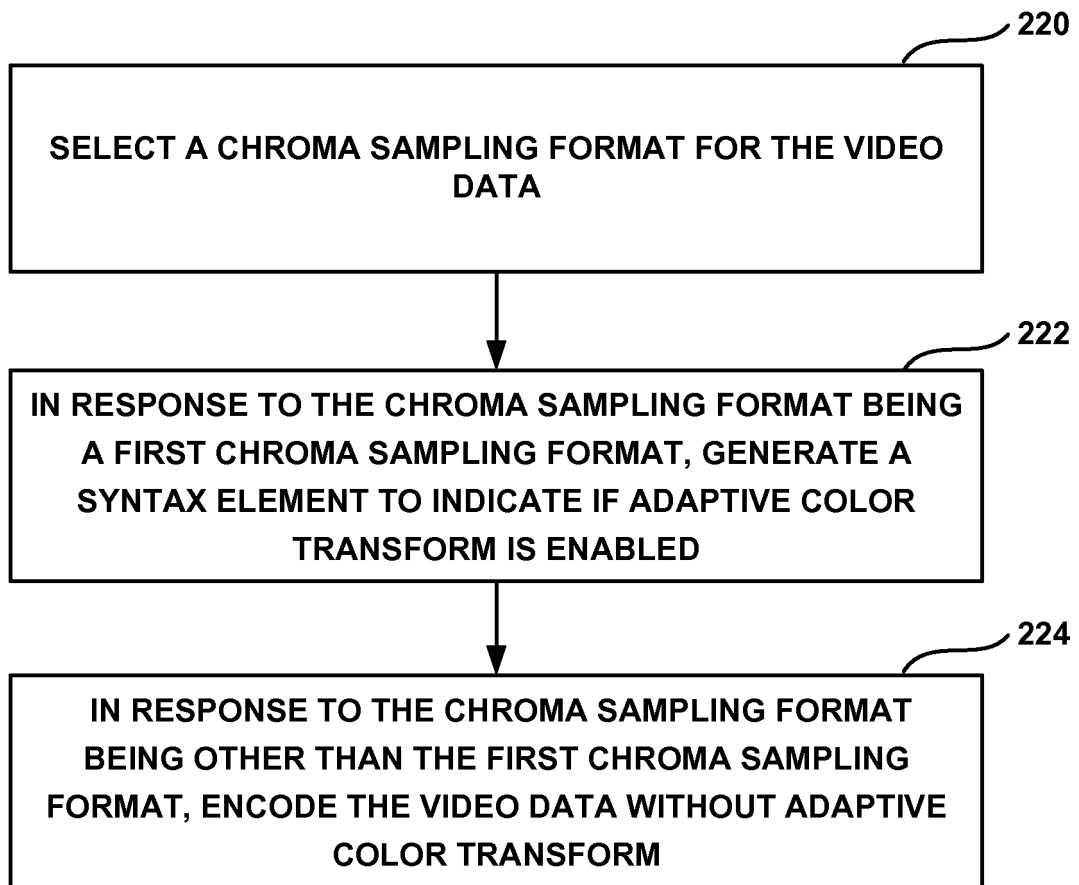 220
SELECT A CHROMA SAMPLING FORMAT FOR THE VIDEO
DATA
222
IN RESPONSE TO THE CHROMA SAMPLING FORMAT BEING
A FIRST CHROMA SAMPLING FORMAT, GENERATE A
SYNTAX ELEMENT TO INDICATE IF ADAPTIVE COLOR
TRANSFORM IS ENABLED
224
IN RESPONSE TO THE CHROMA SAMPLING FORMAT
BEING OTHER THAN THE FIRST CHROMA SAMPLING
FORMAT, ENCODE THE VIDEO DATA WITHOUT ADAPTIVE
COLOR TRANSFORM